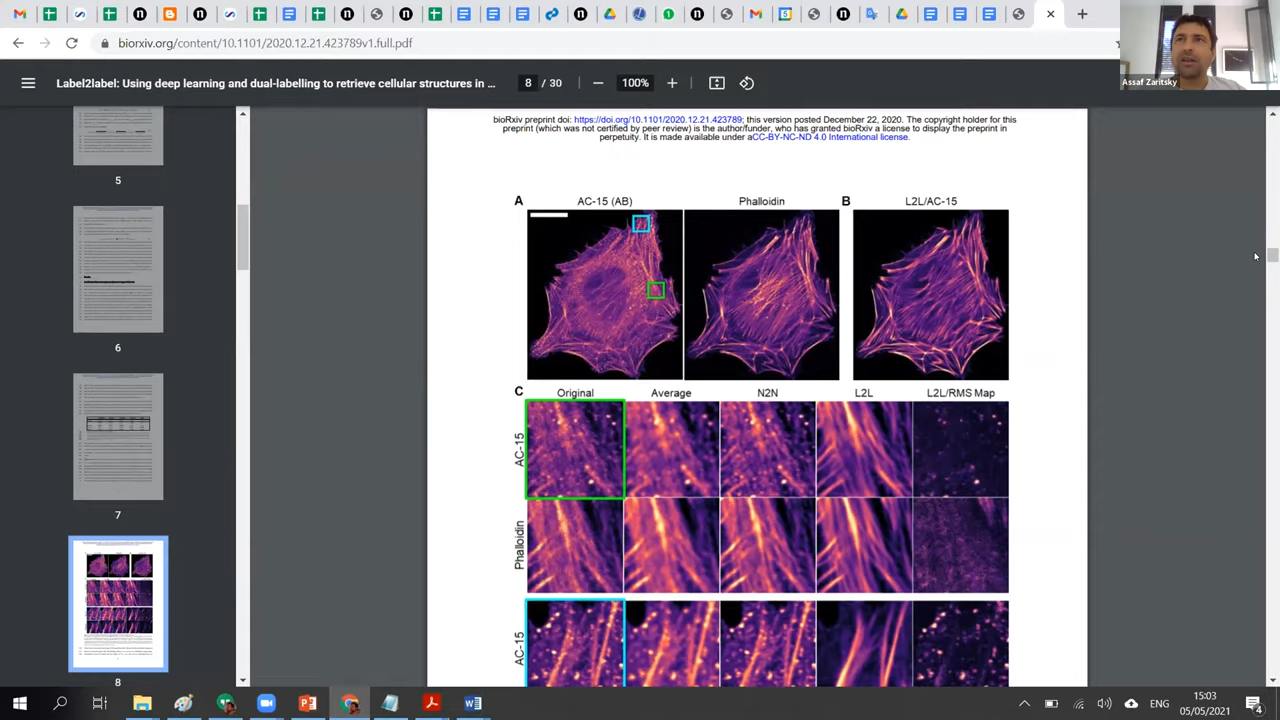 biorxiv.org/content/10.1101/2020.12.21.423789v1.full.pdf
Assaf Zaritsky
Label2label: Using deep learning and dual-labelling to retrieve cellular structures in ...
8 / 30
100%
5
6
7
8
bioRxiv preprint doi: https://doi.org/10.1101/2020.12.21.423789; this version posted December 22, 2020. The copyright holder for this
preprint (which was not certified by peer review) is the author/funder, who has granted bioRxiv a license to display the preprint in
perpetuity. It is made available under aCC-BY-NC-ND 4.0 International license.
A
AC-15 (AB)
Phalloidin
B
L2L/AC-15
C
Original
Average
N2N
L2L
L2L/RMS Map
AC-15
Phalloidin
AC-15
ENG
15:03
05/05/2021
4